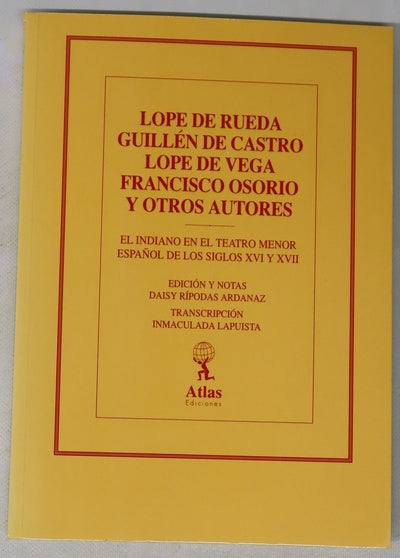 LOPE DE RUEDA
GUILLÉN DE CASTRO
LOPE DE VEGA
FRANCISCO OSORIO
Y OTROS AUTORES
EL INDIANO EN EL TEATRO MENOR
ESPAÑOL DE LOS SIGLOS XVI Y XVII
EDICIÓN Y NOTAS
DAISY RÍPODAS ARDANAZ
TRANSCRIPCIÓN
INMACULADA LAPUISTA
Atlas
Ediciones